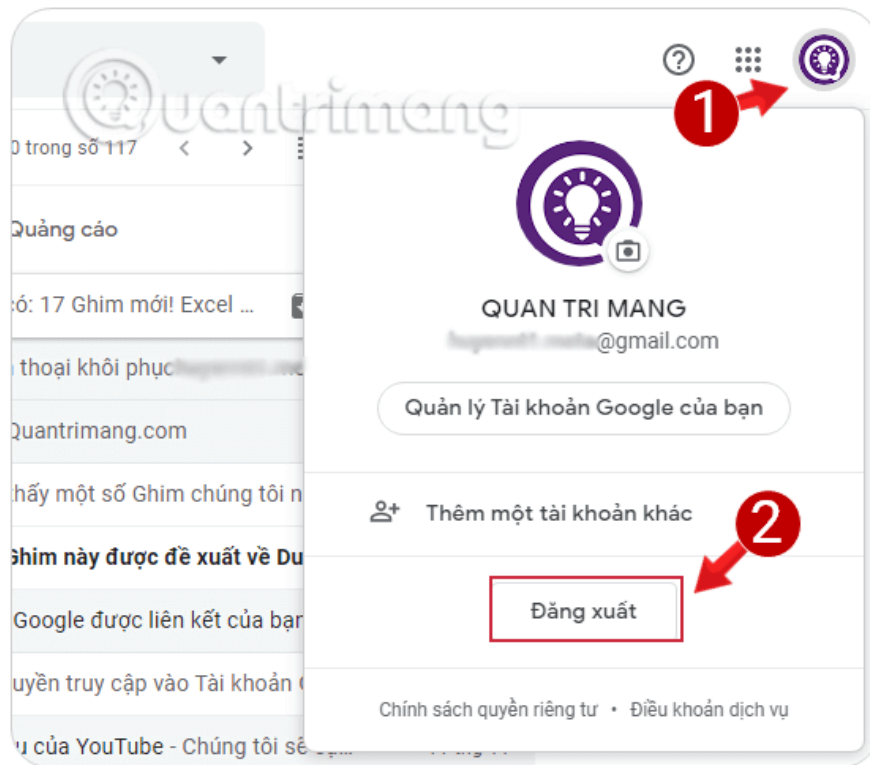 Quantrimang
1
0 trong số 117
Quảng cáo
có: 17 Ghim mới! Excel ...
thoại khôi phục
QUAN TRI MANG
@gmail.com
Quản lý Tài khoản Google của bạn
Quantrimang.com
thấy một số Ghim chúng tôi
Thêm một tài khoản khác
2
Ghim này được đề xuất về Du
Google được liên kết của bạn
Đăng xuất
uyền truy cập vào Tài khoản
Chính sách quyền riêng tư • Điều khoản dịch vụ
u của YouTube - Chúng tôi